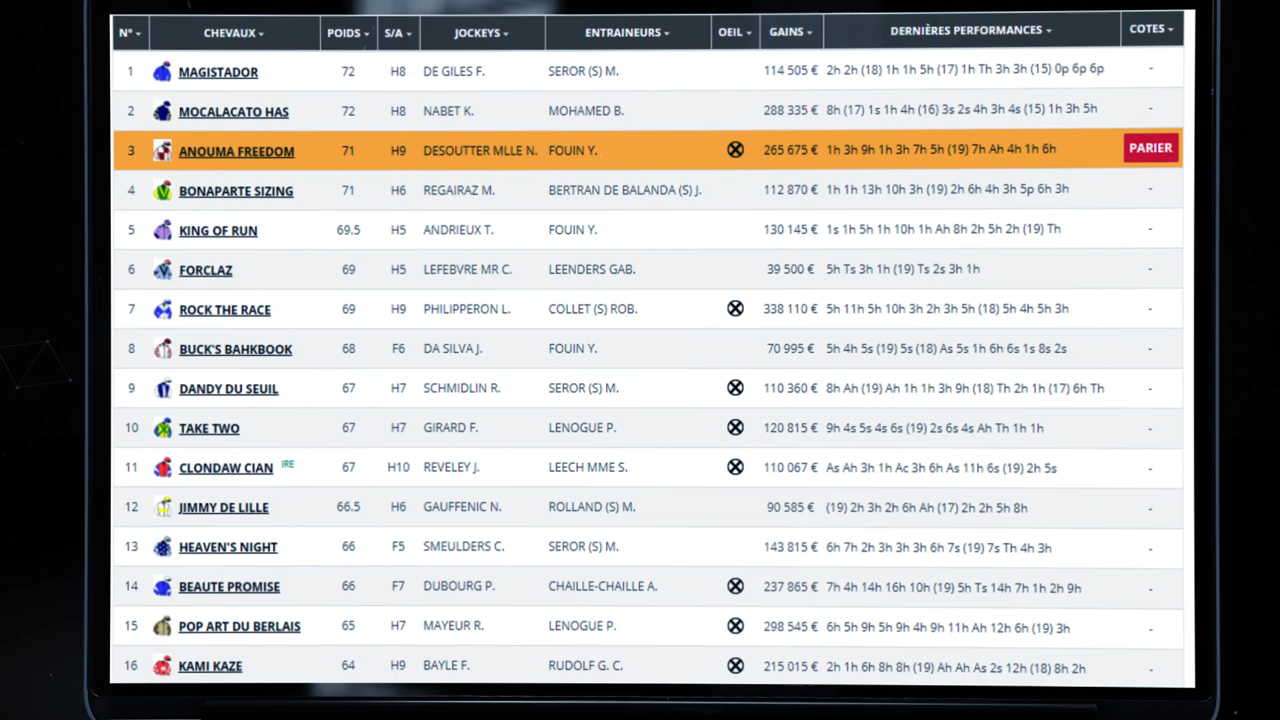 N° CHEVAUX POIDS S/A JOCKEYS ENTRAINEURS OEIL GAINS DERNIÈRES PERFORMANCES COTES
1 MAGISTADOR 72 H8 DE GILES F. SEROR (S) M. 114 505 € 2h 2h (18) 1h 1h 5h (17) 1h Th 3h 3h (15) 0p 6p 6p -
2 MOCALACATO HAS 72 H8 NABET K. MOHAMED B. 288 335 € 8h (17) 1s 1h 4h (16) 3s 2s 4h 3h 4s (15) 1h 3h 5h -
3 ANOUMA FREEDOM 71 H9 DESOUTTER MLLE N. FOUIN Y. 265 675 € 1h 3h 9h 1h 3h 7h 5h (19) 7h Ah 4h 1h 6h PARIER
4 BONAPARTE SIZING 71 H6 REGAIRAZ M. BERTRAN DE BALANDA (S) J. 112 870 € 1h 1h 13h 10h 3h (19) 2h 6h 4h 3h 5p 6h 3h -
5 KING OF RUN 69.5 H5 ANDRIEUX T. FOUIN Y. 130 145 € 1s 1h 5h 1h 10h 1h Ah 8h 2h 5h 2h (19) Th -
6 FORCLAZ 69 H5 LEFEBVRE MR C. LEENDERS GAB. 39 500 € 5h Ts 3h 1h (19) Ts 2s 3h 1h -
7 ROCK THE RACE 69 H9 PHILIPPERON L. COLLET (S) ROB. 338 110 € 5h 11h 5h 10h 3h 2h 3h 5h (18) 5h 4h 5h 3h -
8 BUCK'S BAHKBOOK 68 F6 DA SILVA J. FOUIN Y. 70 995 € 5h 4h 5s (19) 5s (18) As 5s 1h 6h 6s 1s 8s 2s -
9 DANDY DU SEUIL 67 H7 SCHMIDLIN R. SEROR (S) M. 110 360 € 8h Ah (19) Ah 1h 1h 3h 9h (18) Th 2h 1h (17) 6h Th -
10 TAKE TWO 67 H7 GIRARD F. LENOGUE P. 120 815 € 9h 4s 5s 4s 6s (19) 2s 6s 4s Ah Th 1h 1h -
11 CLONDAW CIAN IRE 67 H10 REVELEY J. LEECH MME S. 110 067 € As Ah 3h 1h Ac 3h 6h As 11h 6s (19) 2h 5s -
12 JIMMY DE LILLE 66.5 H6 GAUFFENIC N. ROLLAND (S) M. 90 585 € (19) 2h 3h 2h 6h Ah (17) 2h 2h 5h 8h -
13 HEAVEN'S NIGHT 66 F5 SMEULDERS C. SEROR (S) M. 143 815 € 6h 7h 2h 3h 3h 3h 6h 7s (19) 7s Th 4h 3h -
14 BEAUTE PROMISE 66 F7 DUBOURG P. CHAILLE-CHAILLE A. 237 865 € 7h 4h 14h 16h 10h (19) 5h Ts 14h 7h 1h 2h 9h -
15 POP ART DU BERLAIS 65 H7 MAYEUR R. LENOGUE P. 298 545 € 6h 5h 9h 5h 9h 4h 9h 11h Ah 12h 6h (19) 3h -
16 KAMI KAZE 64 H9 BAYLE F. RUDOLF G. C. 215 015 € 2h 1h 6h 8h 8h (19) Ah Ah As 2s 12h (18) 8h 2h -